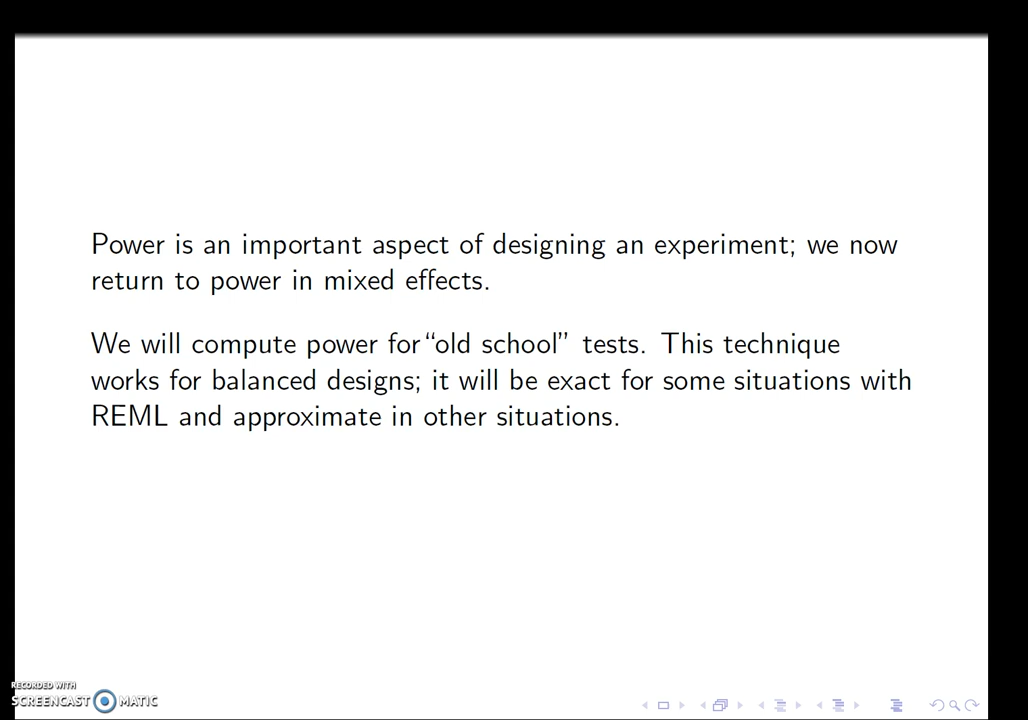 Power is an important aspect of designing an experiment; we now
return to power in mixed effects.
We will compute power for “old school” tests. This technique
works for balanced designs; it will be exact for some situations with
REML and approximate in other situations.
RECORDED WITH
SCREENCAST MATIC